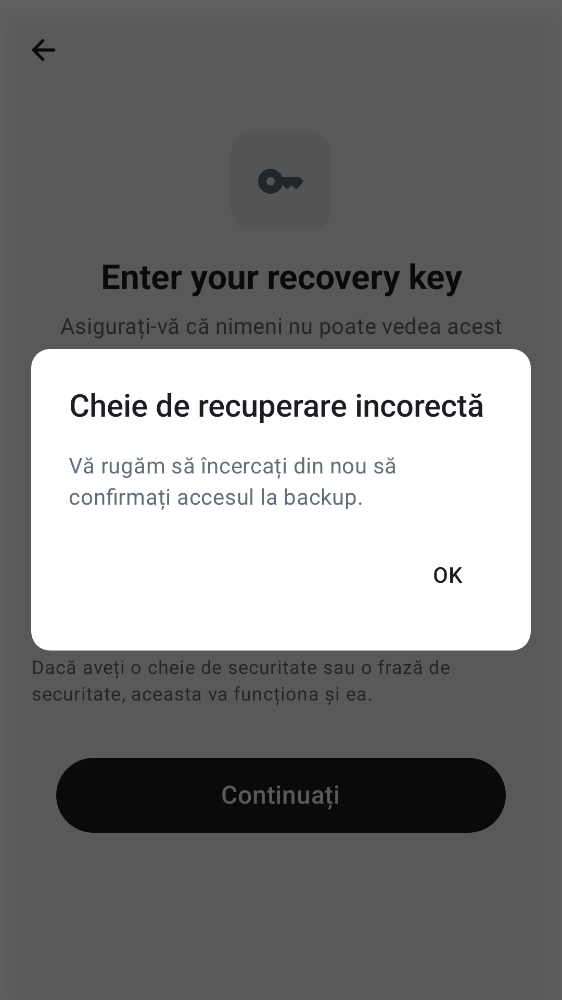 Enter your recovery key
Asigurați-vă că nimeni nu poate vedea acest
Cheie de recuperare incorectă
Vă rugăm să încercați din nou să
confirmați accesul la backup.
OK
Dacă aveți o cheie de securitate sau o frază de
securitate, aceasta va funcționa și ea.
Continuați